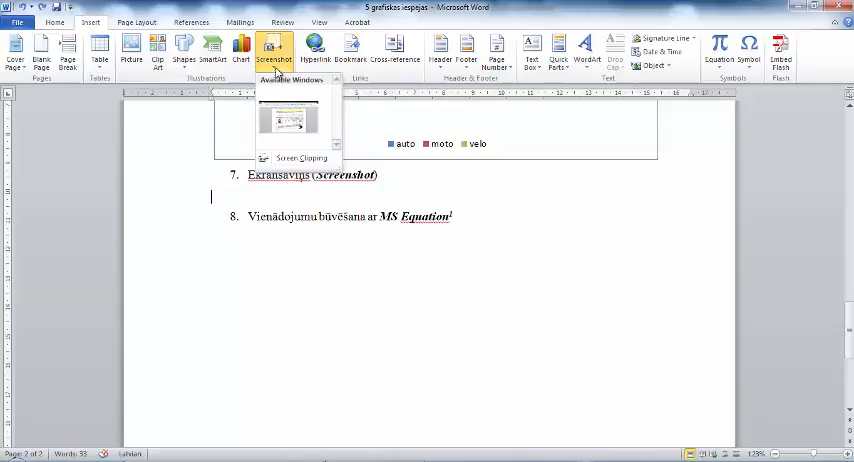 5 grafiskas iespejas - Microsoft Word
File Home Insert Page Layout References Mailings Review View Acrobat
Cover Page Blank Page Page Break Table Picture Clip Art Shapes SmartArt Chart Screenshot Hyperlink Bookmark Cross-reference Header Footer Page Number Text Box Quick Parts WordArt Drop Cap Signature Line Date & Time Object Equation Symbol Embed Flash
Pages Tables Illustrations Links Header & Footer Text Symbols Flash
Available Windows
Screen Clipping
auto moto velo
7. Ekrānšāviņš (Screenshot)
8. Vienādojumu būvēšana ar MS Equation¹
Page: 2 of 2 Words: 33 Latvian 123%